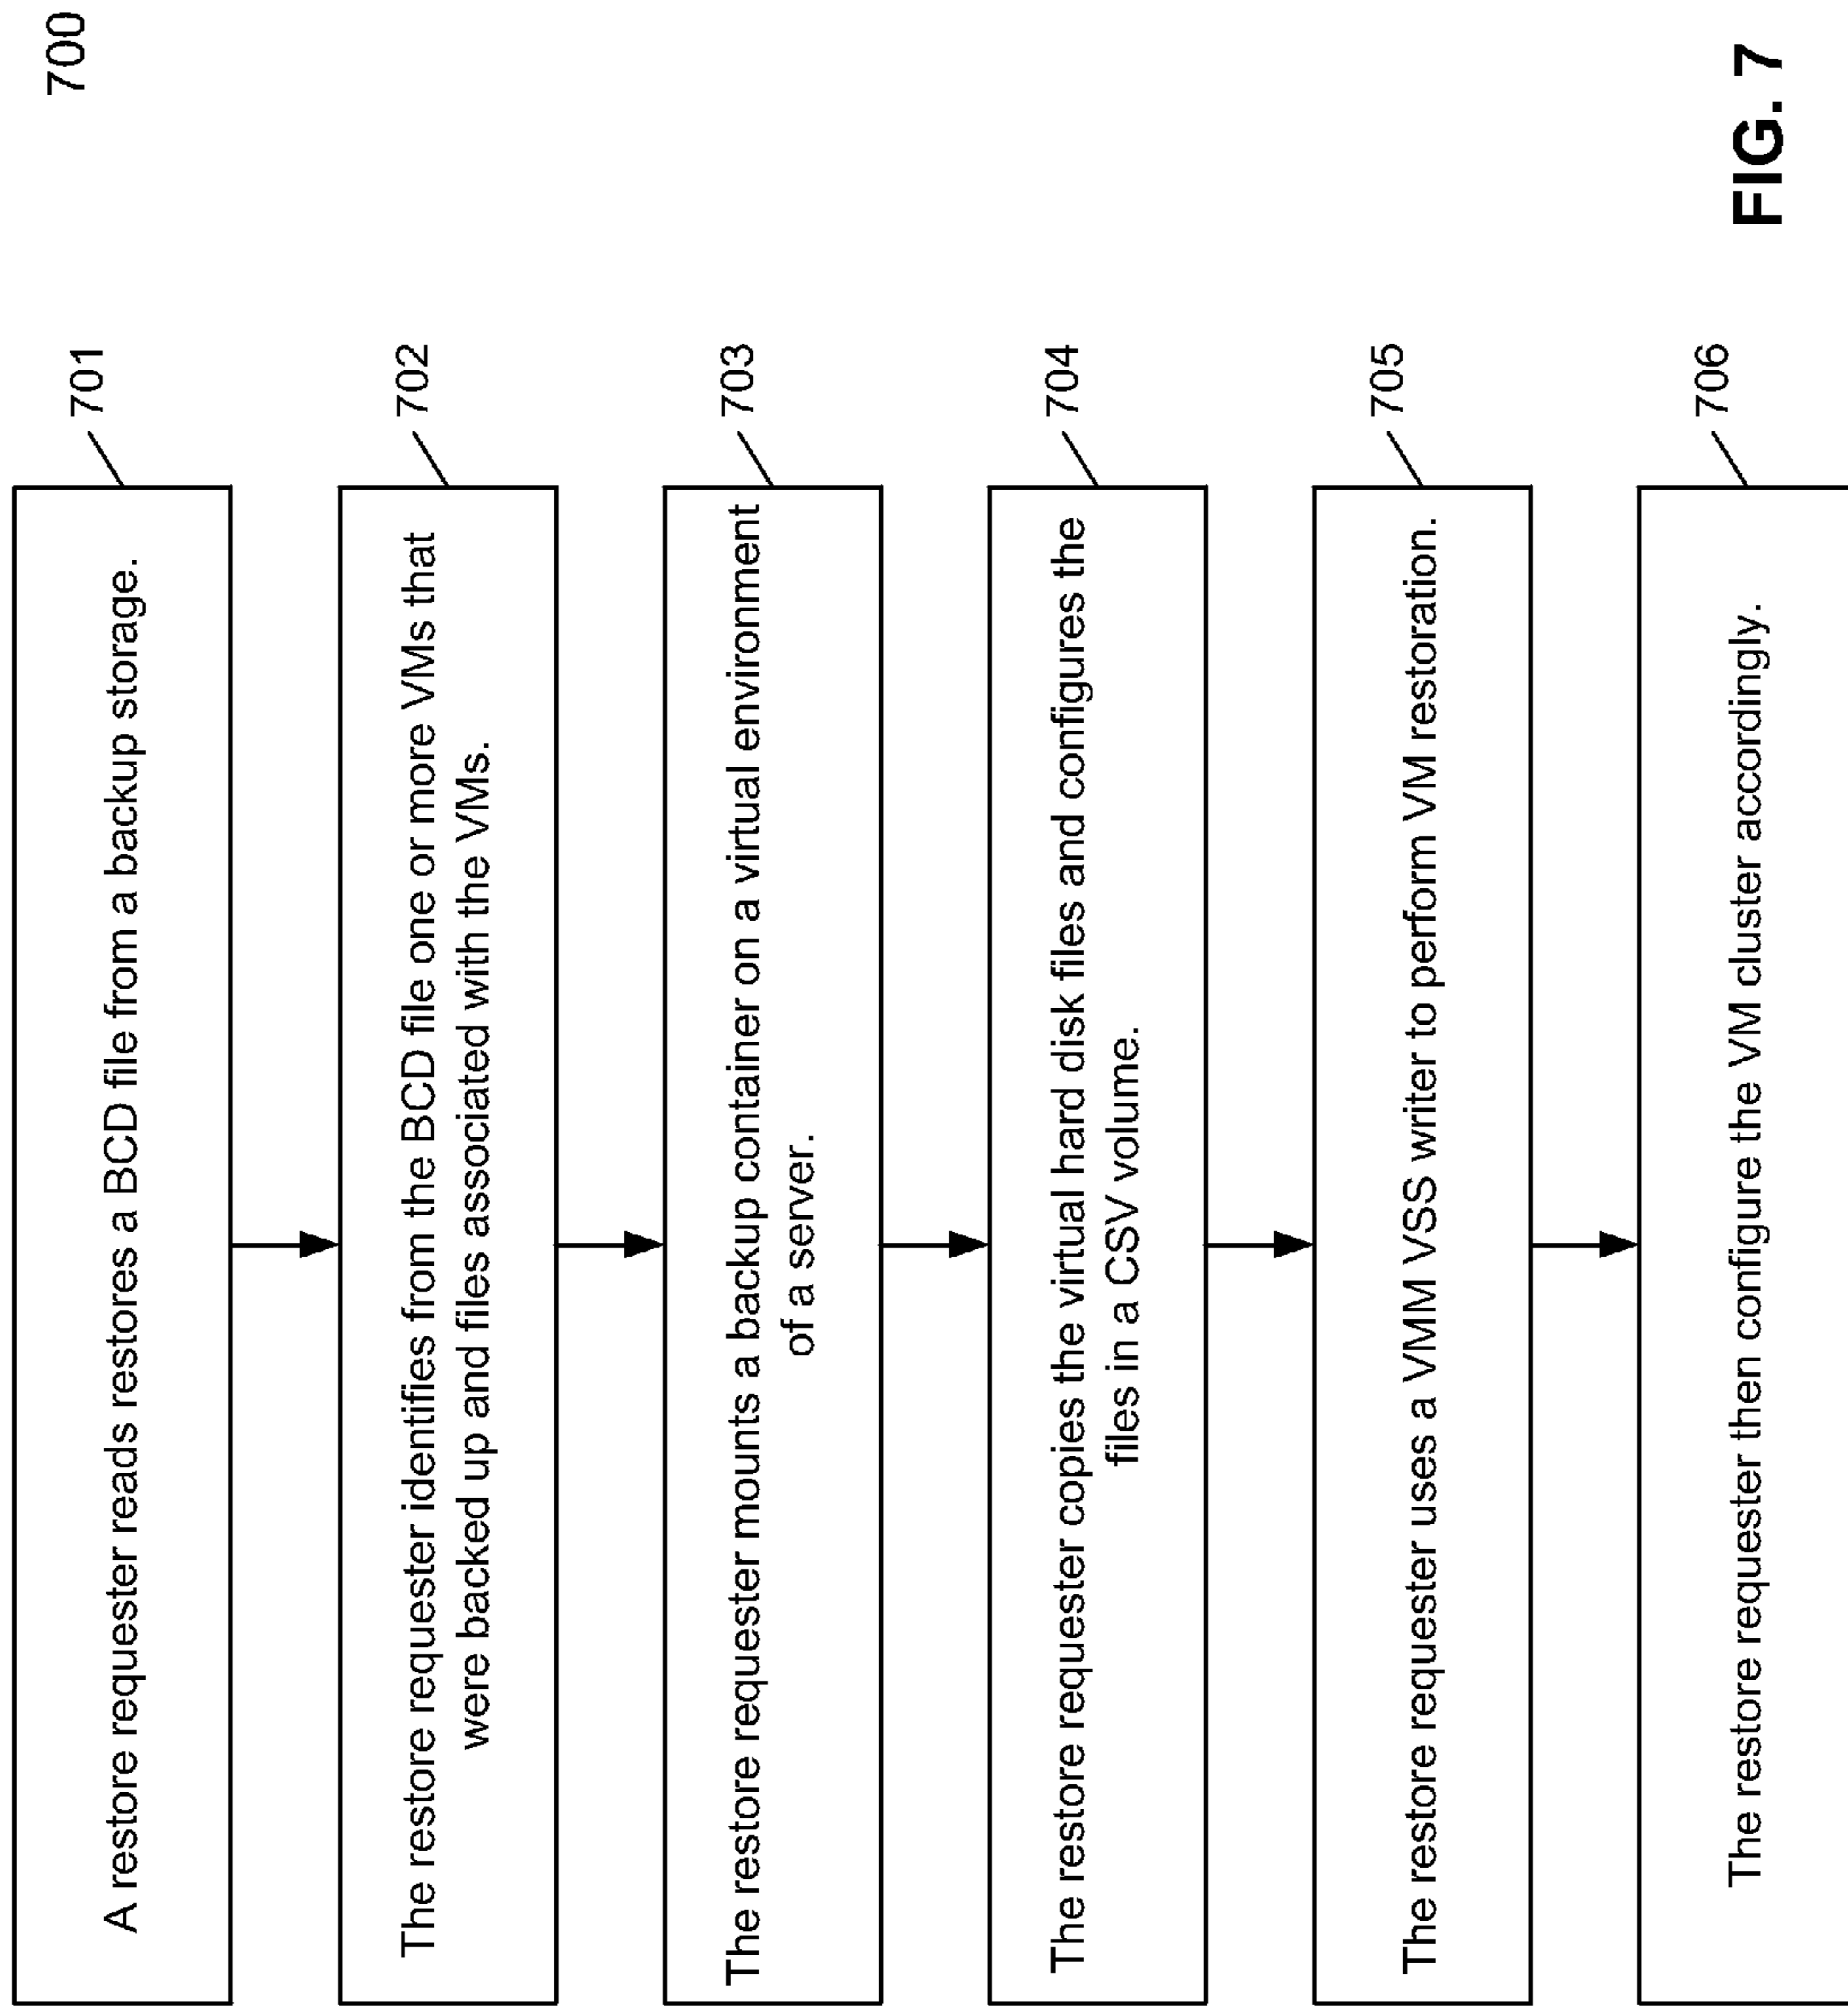 700
701
A restore requester reads restores a BCD file from a backup storage.
702
The restore requester identifies from the BCD file one or more VMs that
were backed up and files associated with the VMs.
703
The restore requester mounts a backup container on a virtual environment
of a server.
704
The restore requester copies the virtual hard disk files and configures the
files in a CSV volume.
705
The restore requester uses a VMM VSS writer to perform VM restoration.
706
The restore requester then configure the VM cluster accordingly.
FIG. 7